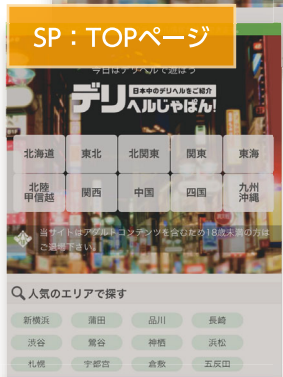 SP：TOPページ
今日はデリヘルで遊ぼう
日本中のデリヘルをご紹介
デリヘルじゃぱん!
北海道 東北 北関東 関東 東海
北陸
甲信越 関西 中国 四国 九州
沖縄
当サイトはアダルトコンテンツを含むため18歳未満の方は
ご退場下さい。
人気のエリアで探す
新横浜 蒲田 品川 長崎
渋谷 鶯谷 神栖 浜松
札幌 宇都宮 倉敷 五反田